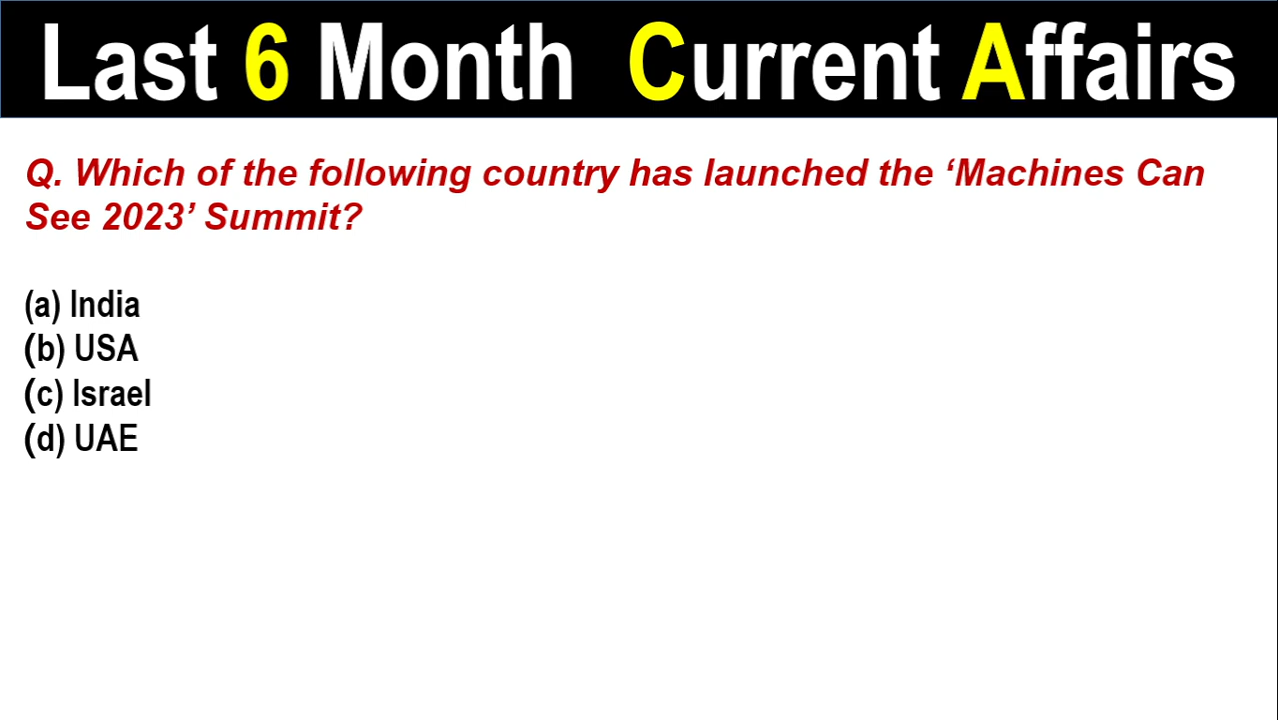 Last 6 Month Current Affairs
Q. Which of the following country has launched the ‘Machines Can
See 2023’ Summit?
(a) India
(b) USA
(c) Israel
(d) UAE